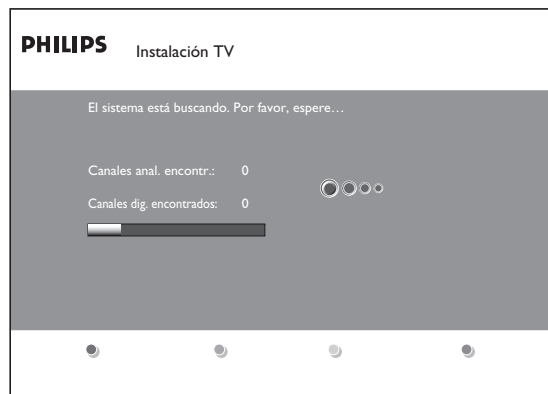 PHILIPS
Instalación TV
El sistema está buscando. Por favor, espere…
Canales anal. encontr.: 0
Canales dig. encontrados: 0